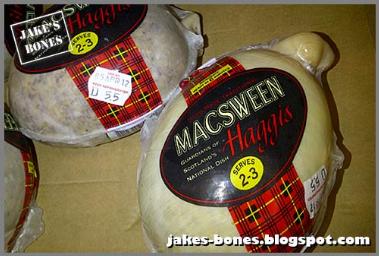 JAKE'S
BONES
SERVES
2-3
MACSWEEN
Haggis
GUARDIANS OF
SCOTLAND'S
NATIONAL DISH
SERVES
2-3
jakes-bones.blogspot.com